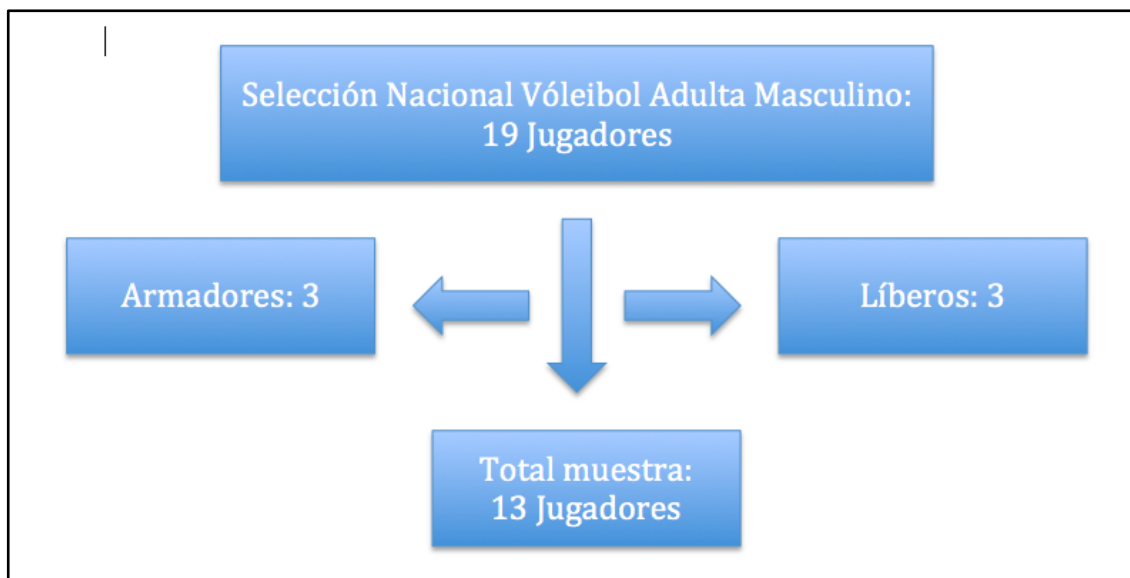 Selección Nacional Vóleibol Adulta Masculino:
19 Jugadores
Armadores: 3
Líberos: 3
Total muestra:
13 Jugadores